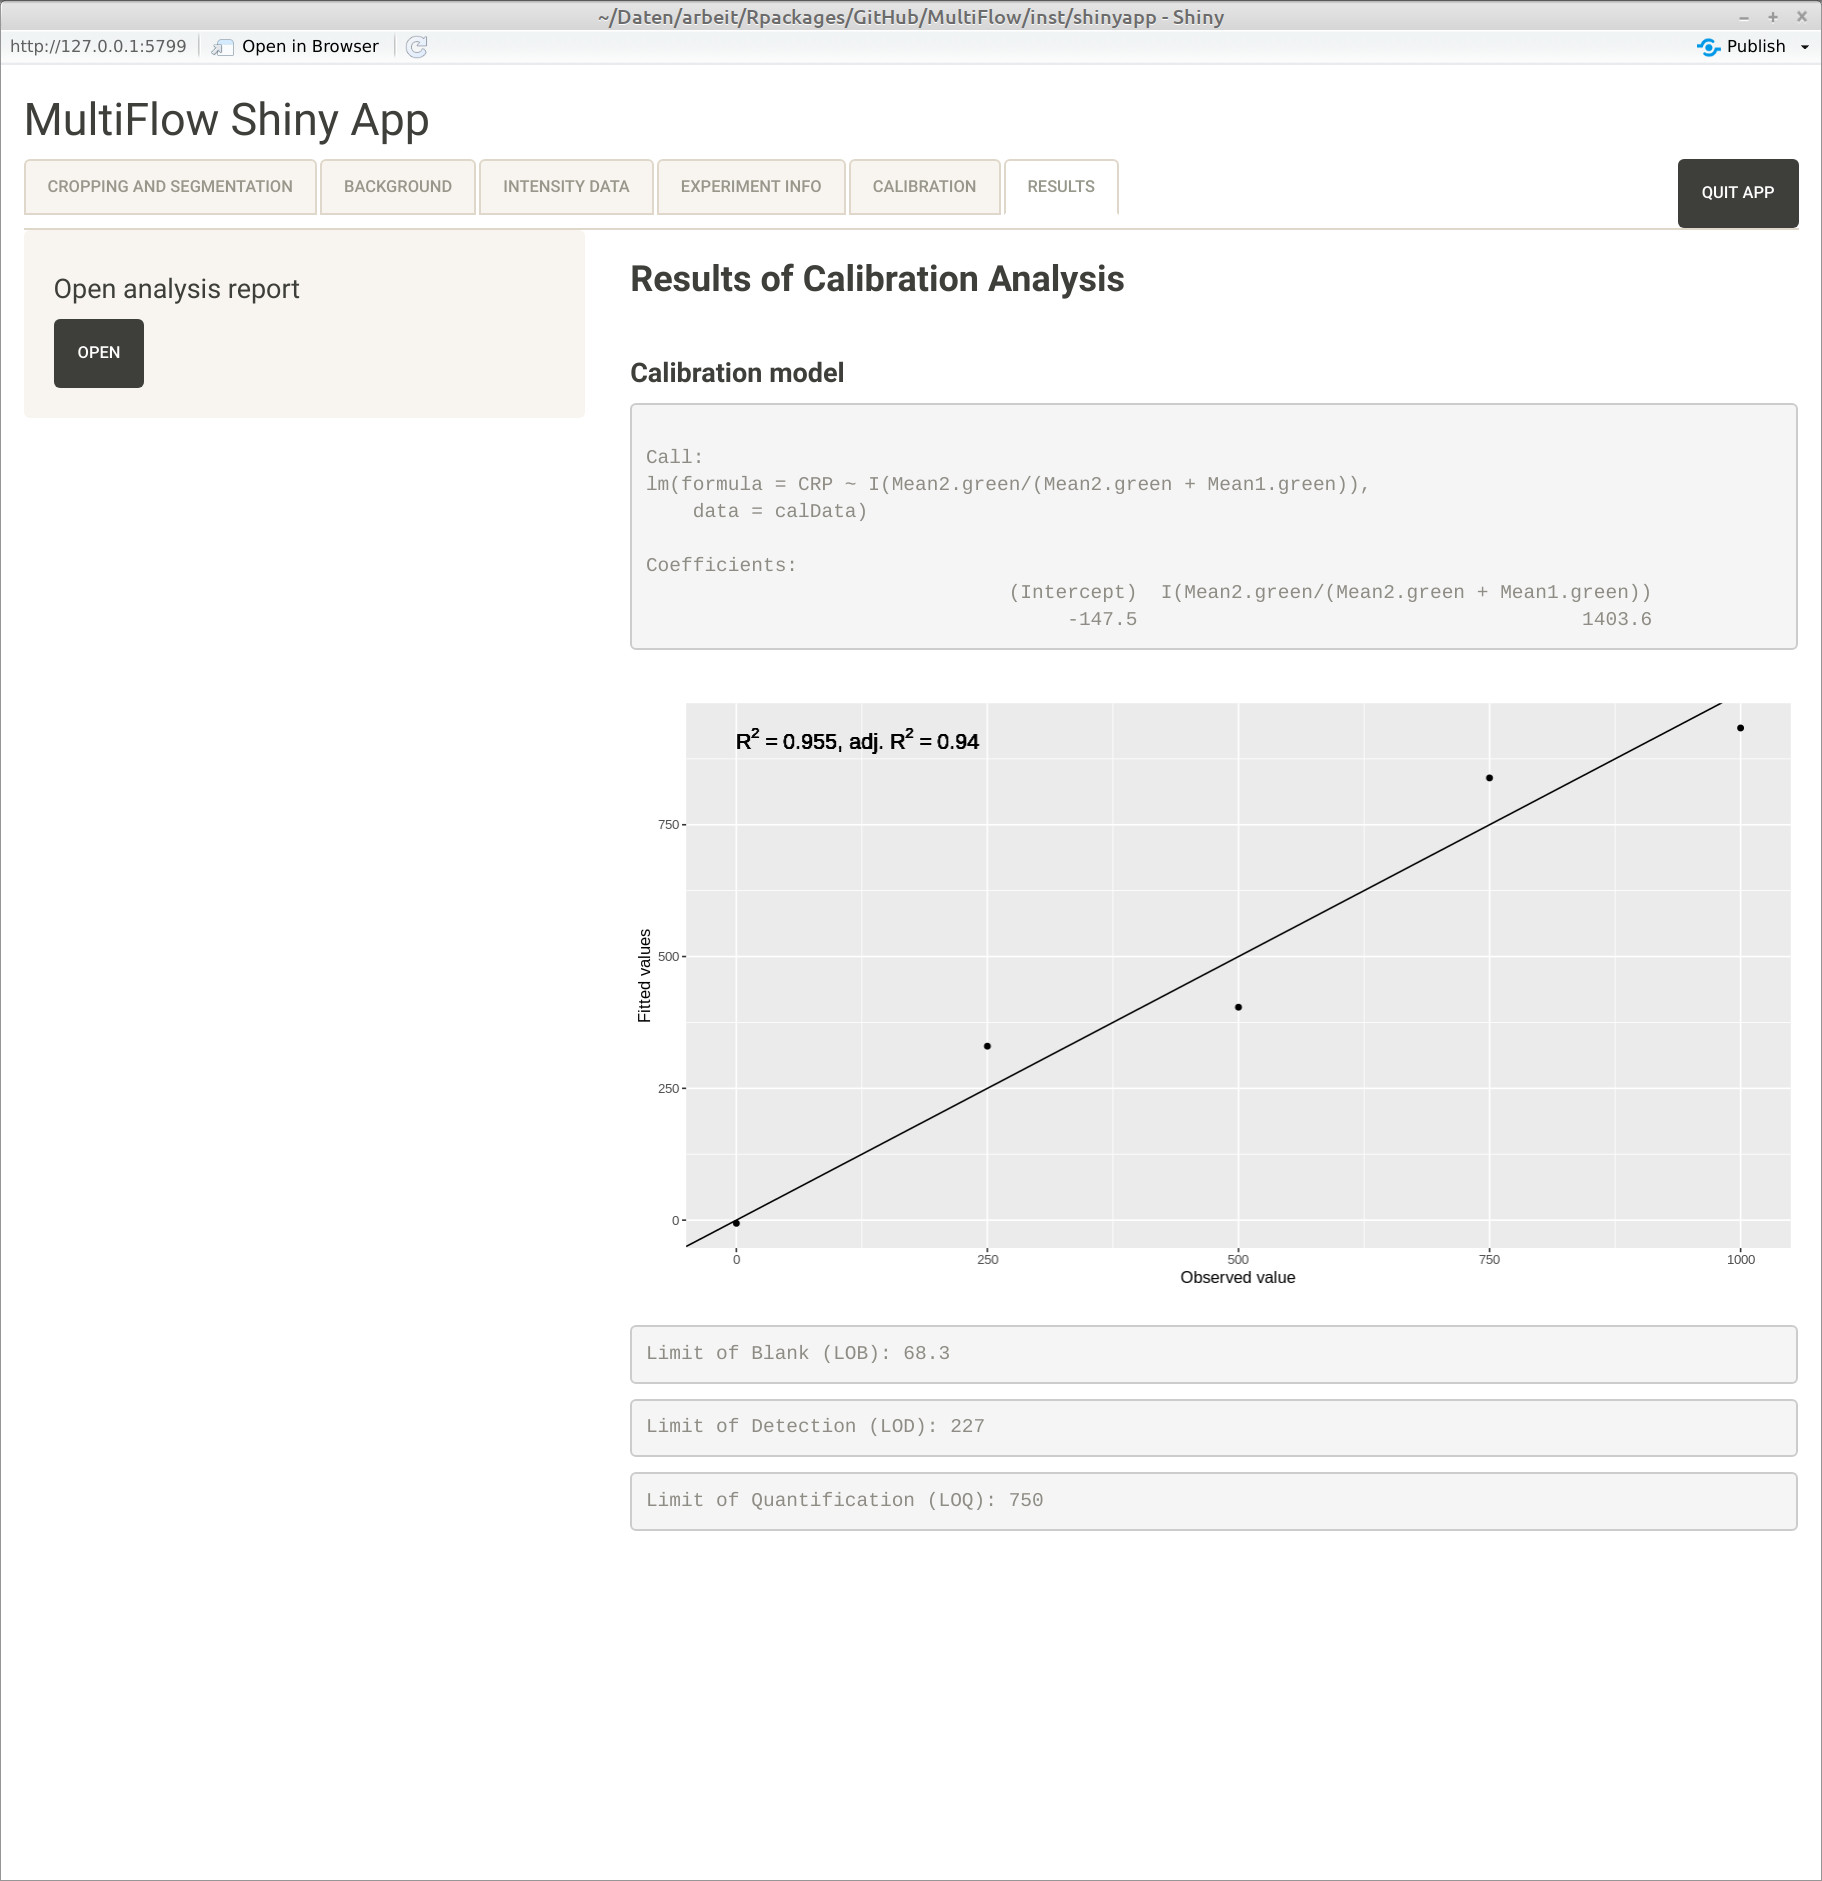 ~/Daten/arbeit/Rpackages/GitHub/MultiFlow/inst/shinyapp - Shiny
http://127.0.0.1:5799 Open in Browser Publish
MultiFlow Shiny App
CROPPING AND SEGMENTATION BACKGROUND INTENSITY DATA EXPERIMENT INFO CALIBRATION RESULTS QUIT APP
Open analysis report
OPEN
Results of Calibration Analysis
Calibration model
Call:
lm(formula = CRP ~ I(Mean2.green/(Mean2.green + Mean1.green)),
    data = calData)
Coefficients:
(Intercept)  I(Mean2.green/(Mean2.green + Mean1.green))
-147.5  1403.6
R² = 0.955, adj. R² = 0.94
Fitted values
750
500
250
0
0 250 500 750 1000
Observed value
Limit of Blank (LOB): 68.3
Limit of Detection (LOD): 227
Limit of Quantification (LOQ): 750